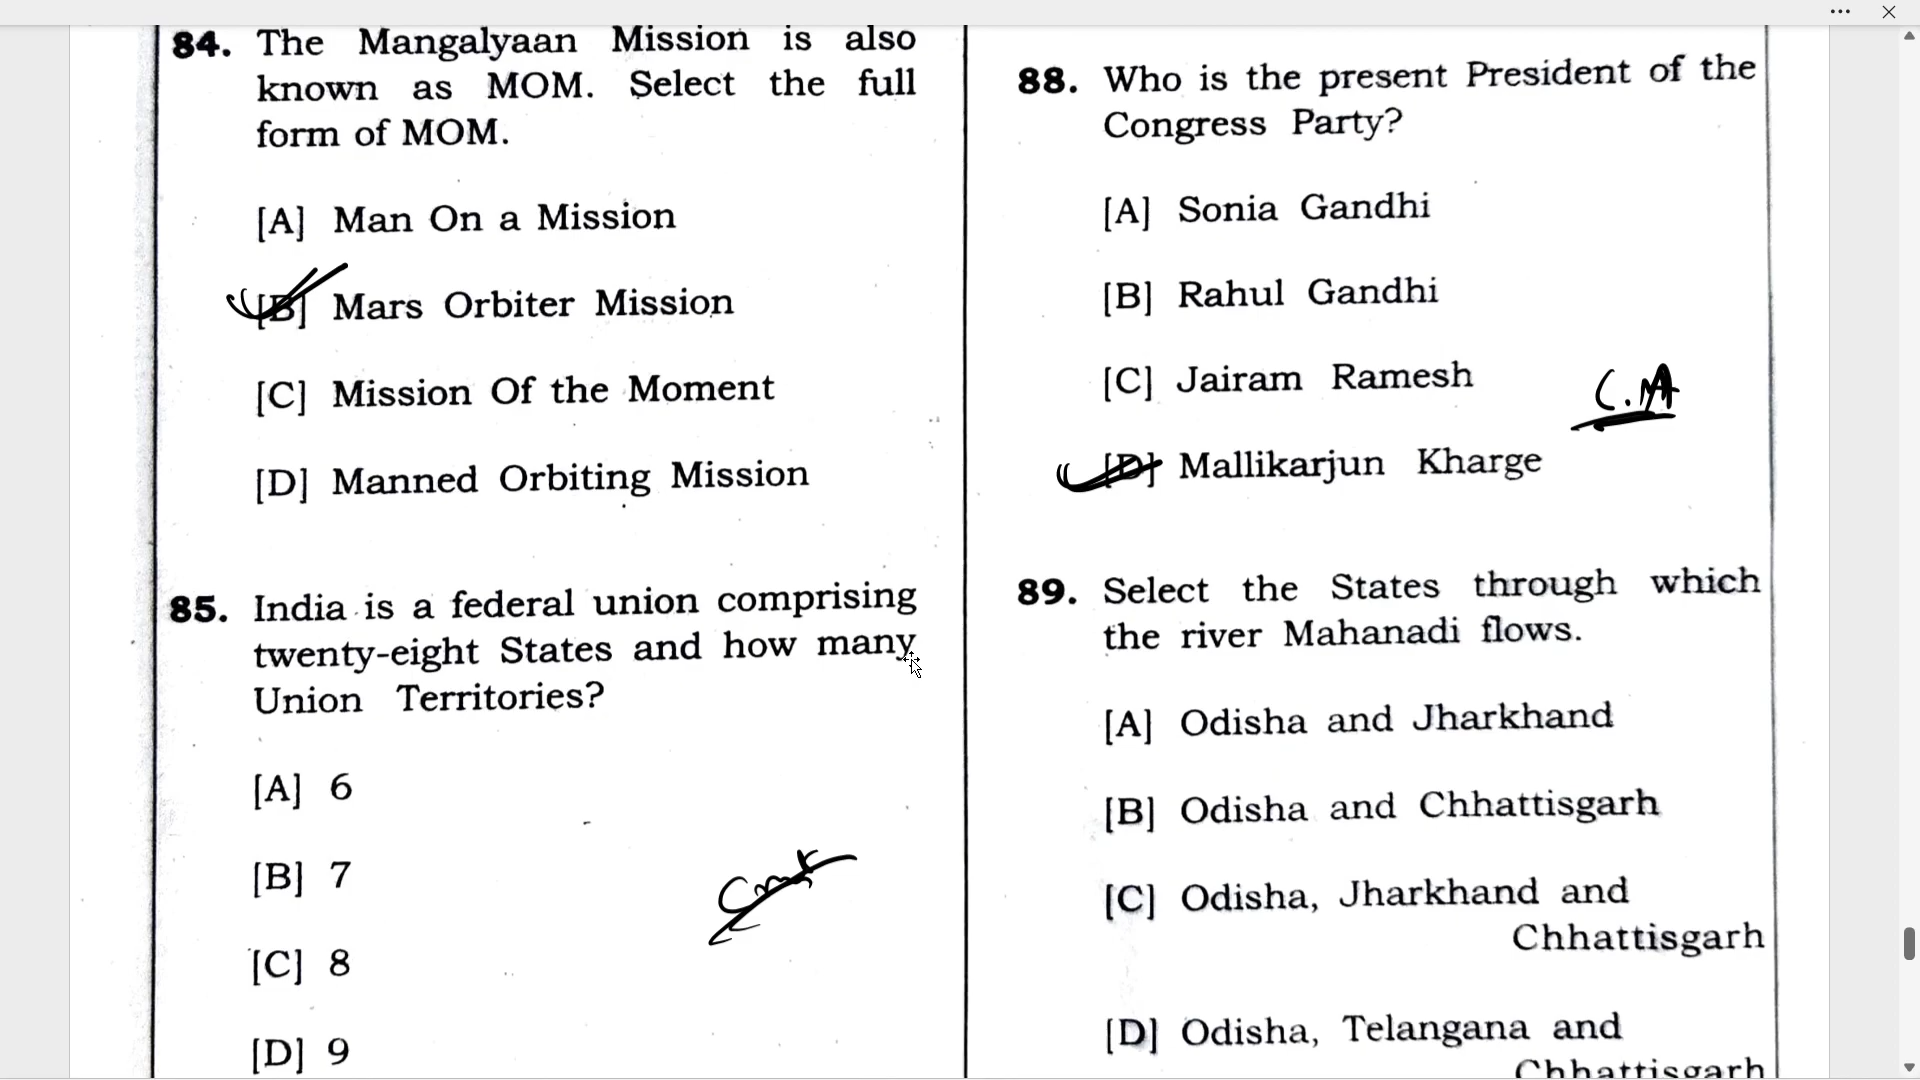 84. The Mangalyaan Mission is also
known as MOM. Select the full
form of MOM.
[A] Man On a Mission
[B] Mars Orbiter Mission
[C] Mission Of the Moment
[D] Manned Orbiting Mission
85. India is a federal union comprising
twenty-eight States and how many
Union Territories?
[A] 6
[B] 7
[C] 8
[D] 9
88. Who is the present President of the
Congress Party?
[A] Sonia Gandhi
[B] Rahul Gandhi
[C] Jairam Ramesh
C.A
[D] Mallikarjun Kharge
89. Select the States through which
the river Mahanadi flows.
[A] Odisha and Jharkhand
[B] Odisha and Chhattisgarh
[C] Odisha, Jharkhand and
Chhattisgarh
[D] Odisha, Telangana and
Chhattisgarh